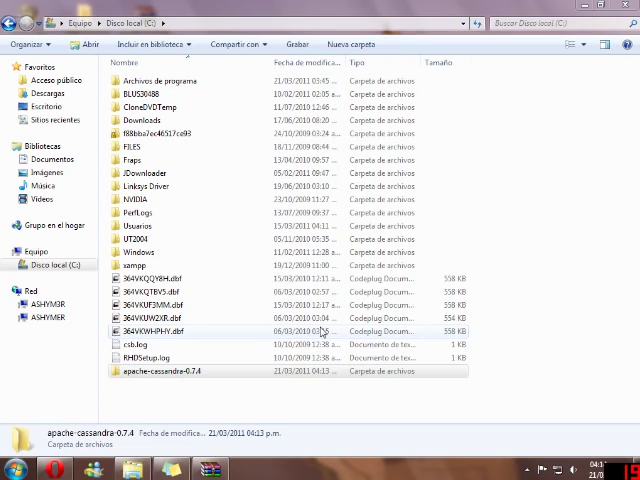 Equipo ▸ Disco local (C:) ▸
Buscar Disco local (C:)
Organizar Abrir Incluir en biblioteca Compartir con Grabar Nueva carpeta
Nombre Fecha de modifica... Tipo Tamaño
Favoritos
Acceso público
Descargas
Escritorio
Sitios recientes
Bibliotecas
Documentos
Imágenes
Música
Vídeos
Grupo en el hogar
Equipo
Disco local (C:)
Red
ASHYM3R
ASHYMER
Archivos de programa 21/03/2011 03:45 ... Carpeta de archivos
BLUS30488 10/02/2011 02:05 a... Carpeta de archivos
CloneDVDTemp 11/07/2010 12:46 ... Carpeta de archivos
Downloads 17/06/2010 08:20 ... Carpeta de archivos
f88bba7ec46517ce93 24/10/2009 03:24 a... Carpeta de archivos
FILES 18/11/2009 08:44 ... Carpeta de archivos
Fraps 13/04/2010 09:57 ... Carpeta de archivos
JDownloader 05/02/2011 09:47 ... Carpeta de archivos
Linksys Driver 19/06/2010 03:10 ... Carpeta de archivos
NVIDIA 23/10/2009 11:27 ... Carpeta de archivos
PerfLogs 13/07/2009 09:37 ... Carpeta de archivos
Usuarios 15/03/2011 04:11 ... Carpeta de archivos
UT2004 05/11/2010 05:35 ... Carpeta de archivos
Windows 11/02/2011 12:28 ... Carpeta de archivos
xampp 19/12/2009 11:00 ... Carpeta de archivos
364VKQQY8H.dbf 15/03/2010 12:11 a... Codeplug Docum... 558 KB
364VKQTBV5.dbf 06/03/2010 02:57 ... Codeplug Docum... 558 KB
364VKUF3MM.dbf 15/03/2010 12:17 a... Codeplug Docum... 558 KB
364VKUW2XR.dbf 06/03/2010 03:04 ... Codeplug Docum... 554 KB
364VKWHPHY.dbf 06/03/2010 ... Codeplug Docum... 558 KB
csb.log 10/10/2009 12:38 a... Documento de tex... 1 KB
RHDSetup.log 10/10/2009 12:38 a... Documento de tex... 1 KB
apache-cassandra-0.7.4 21/03/2011 04:13 ... Carpeta de archivos
apache-cassandra-0.7.4 Fecha de modifica... 21/03/2011 04:13 p.m.
Carpeta de archivos